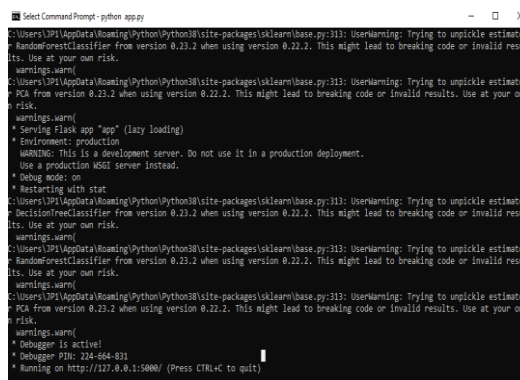 Select Command Prompt - python app.py
C:\Users\JP1\AppData\Roaming\Python\Python38\site-packages\sklearn\base.py:313: UserWarning: Trying to unpickle estimat
r RandomForestClassifier from version 0.23.2 when using version 0.22.2. This might lead to breaking code or invalid res
lts. Use at your own risk.
warnings.warn(
C:\Users\JP1\AppData\Roaming\Python\Python38\site-packages\sklearn\base.py:313: UserWarning: Trying to unpickle estimat
r PCA from version 0.23.2 when using version 0.22.2. This might lead to breaking code or invalid results. Use at your o
n risk.
warnings.warn(
* Serving Flask app "app" (lazy loading)
* Environment: production
WARNING: This is a development server. Do not use it in a production deployment.
Use a production WSGI server instead.
* Debug mode: on
* Restarting with stat
C:\Users\JP1\AppData\Roaming\Python\Python38\site-packages\sklearn\base.py:313: UserWarning: Trying to unpickle estimat
r DecisionTreeClassifier from version 0.23.2 when using version 0.22.2. This might lead to breaking code or invalid res
lts. Use at your own risk.
warnings.warn(
C:\Users\JP1\AppData\Roaming\Python\Python38\site-packages\sklearn\base.py:313: UserWarning: Trying to unpickle estimat
r RandomForestClassifier from version 0.23.2 when using version 0.22.2. This might lead to breaking code or invalid res
lts. Use at your own risk.
warnings.warn(
C:\Users\JP1\AppData\Roaming\Python\Python38\site-packages\sklearn\base.py:313: UserWarning: Trying to unpickle estimat
r PCA from version 0.23.2 when using version 0.22.2. This might lead to breaking code or invalid results. Use at your o
n risk.
warnings.warn(
* Debugger is active!
* Debugger PIN: 224-664-831
* Running on http://127.0.0.1:5000/ (Press CTRL+C to quit)